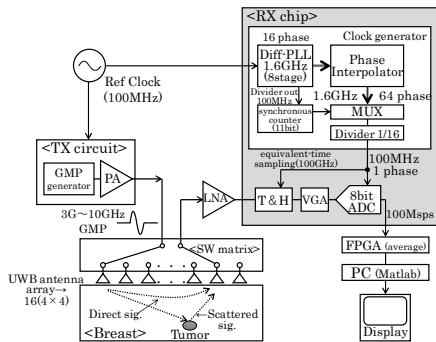 <RX chip>
16 phase
Clock generator
Diff-PLL
1.6GHz
(8stage)
Phase
Interpolator
Ref Clock
(100MHz)
Divider out
100MHz
1.6GHz
64 phase
synchronous
counter
(11bit)
MUX
Divider 1/16
<TX circuit>
GMP
generator
PA
equivalent-time
sampling(100GHz)
100MHz
1 phase
LNA
T & H
VGA
8bit
ADC
100Msps
3G～10GHz
GMP
<SW matrix>
FPGA (average)
UWB antenna
array→
16(4×4)
PC (Matlab)
Direct sig.
Scattered
sig.
<Breast>
Tumor
Display